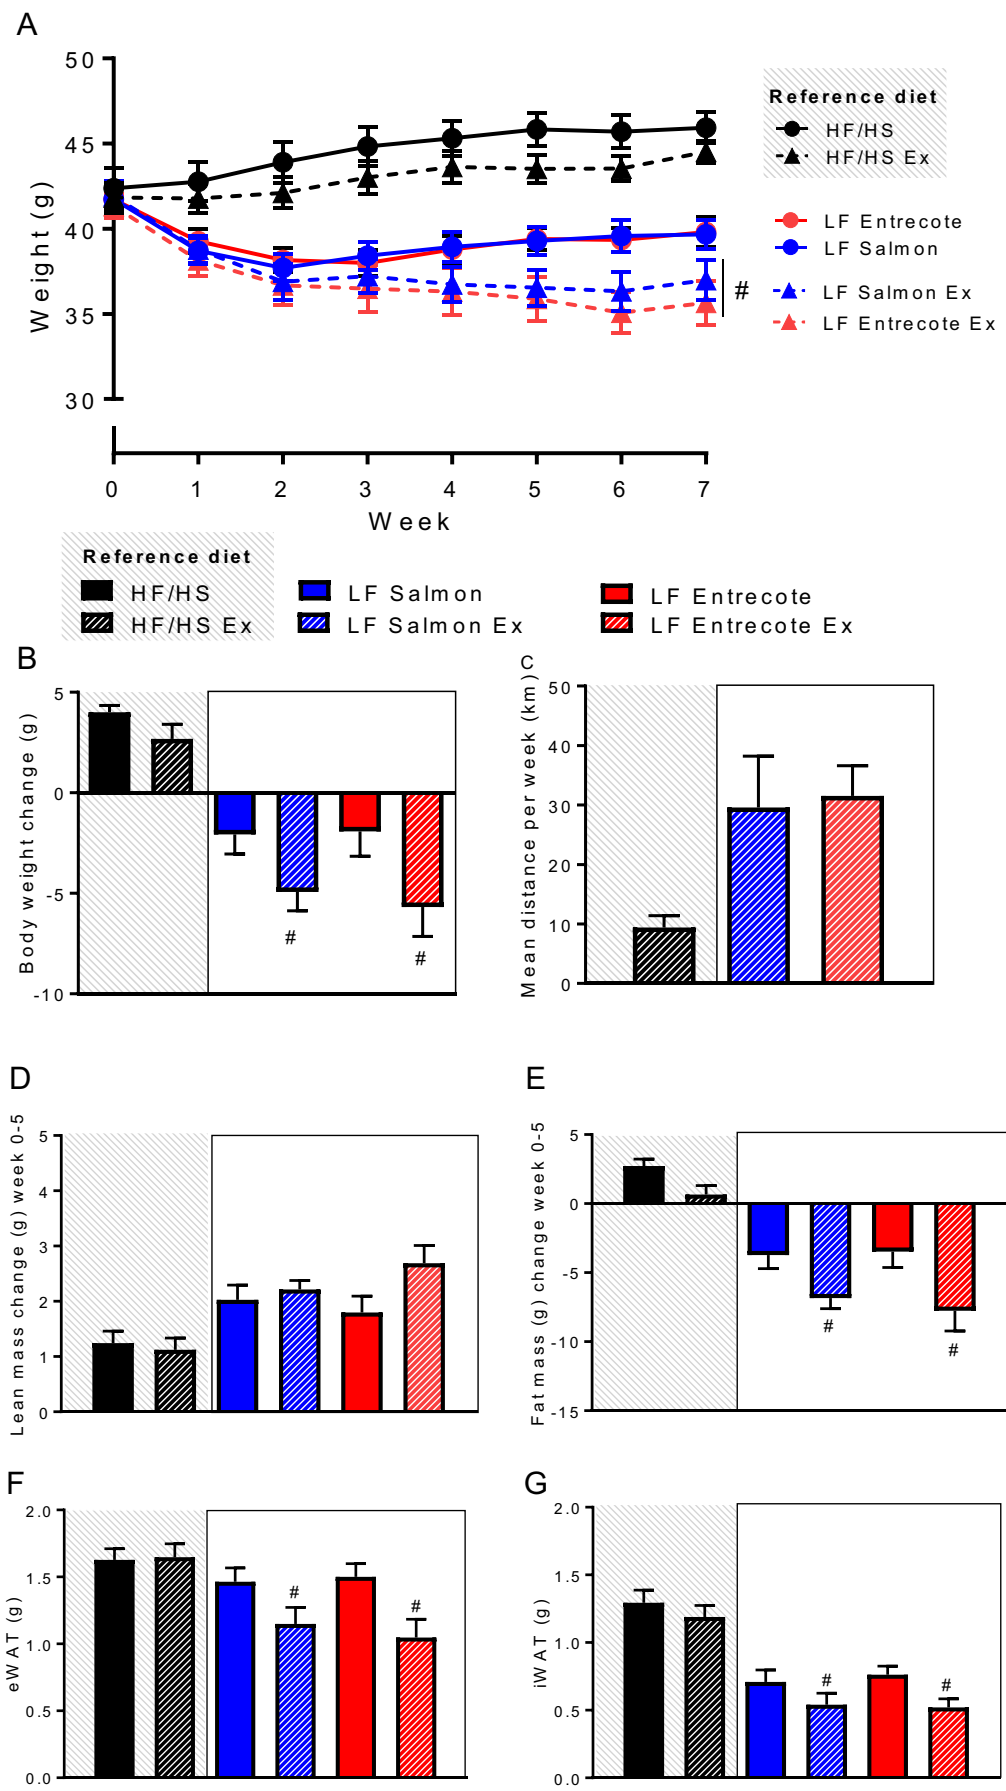 A
50
45
40
35
30
Weight (g)
0 1 2 3 4 5 6 7
Week
#
Reference diet
HF/HS
HF/HS Ex
LF Entrecote
LF Salmon
LF Salmon Ex
LF Entrecote Ex
Reference diet
HF/HS
HF/HS Ex
LF Salmon
LF Salmon Ex
LF Entrecote
LF Entrecote Ex
B
Body weight change (g)
5
0
-5
-10
#
#
C
Mean distance per week (km)
50
40
30
20
10
0
D
Lean mass change (g) week 0-5
5
4
3
2
1
0
E
Fat mass (g) change week 0-5
5
0
-5
-10
-15
#
#
F
eWAT (g)
2.0
1.5
1.0
0.5
0.0
#
#
G
iWAT (g)
2.0
1.5
1.0
0.5
0.0
#
#